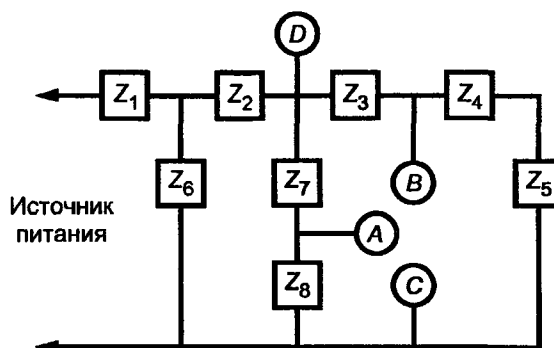 D
Z1 Z2 Z3 Z4
Z6 Z7 B Z5
Источник
питания
A
Z8 C